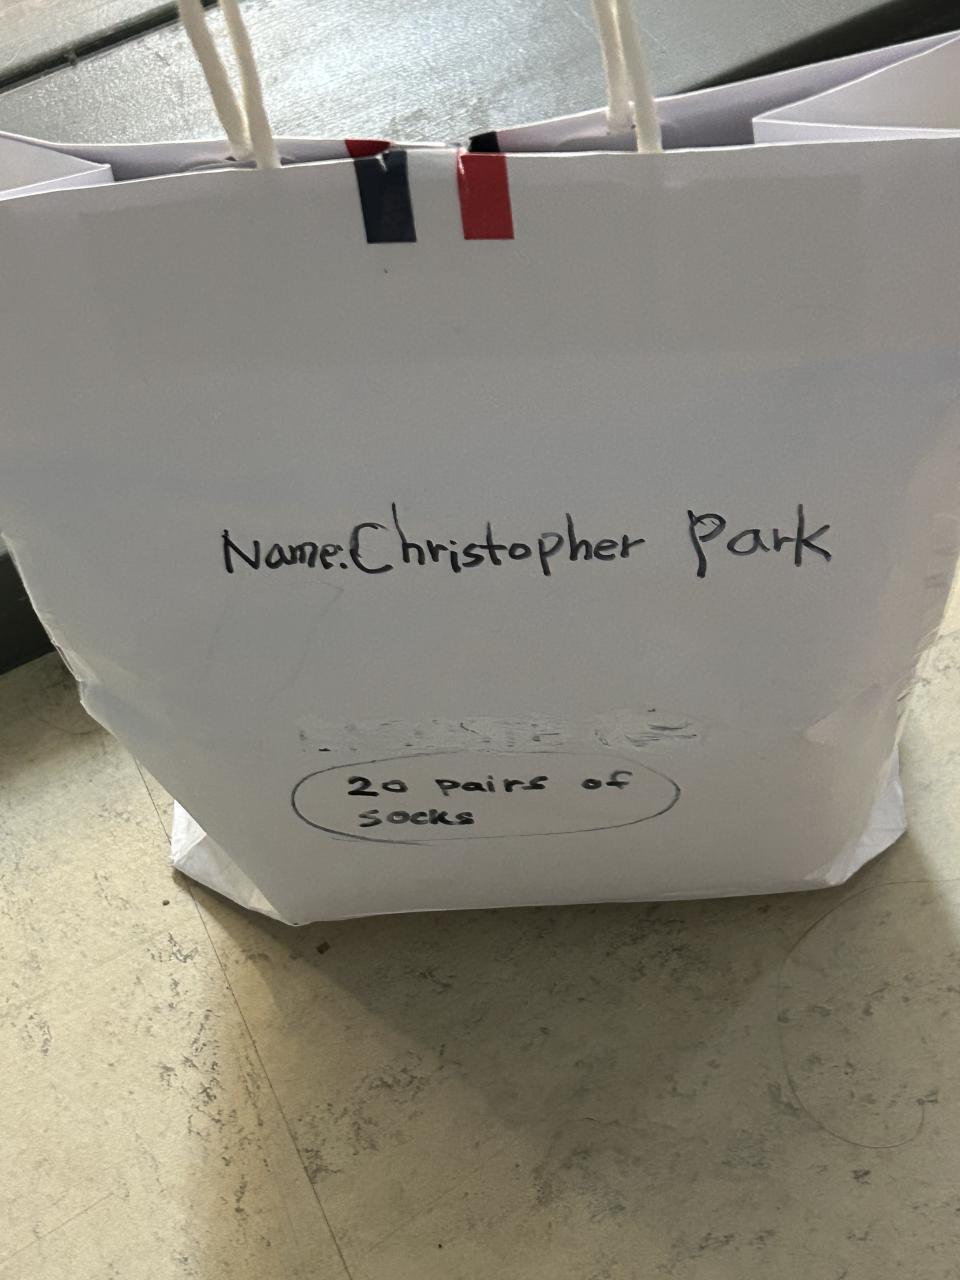 Name: Christopher Park
20 pairs of
socks